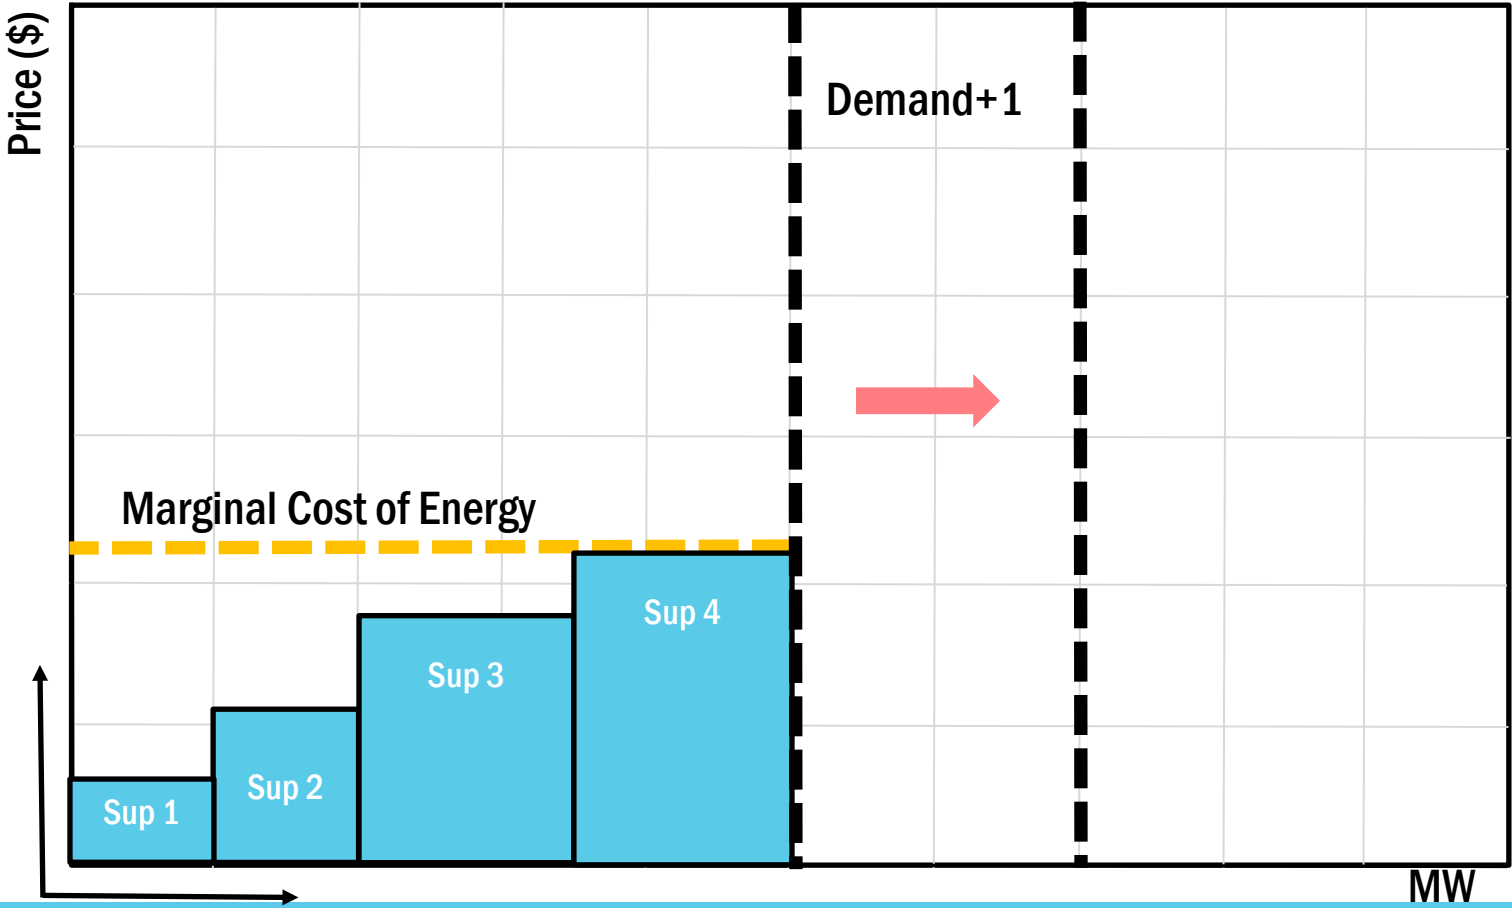 Price ($)
Demand+1
Marginal Cost of Energy
Sup 4
Sup 3
Sup 2
Sup 1
MW